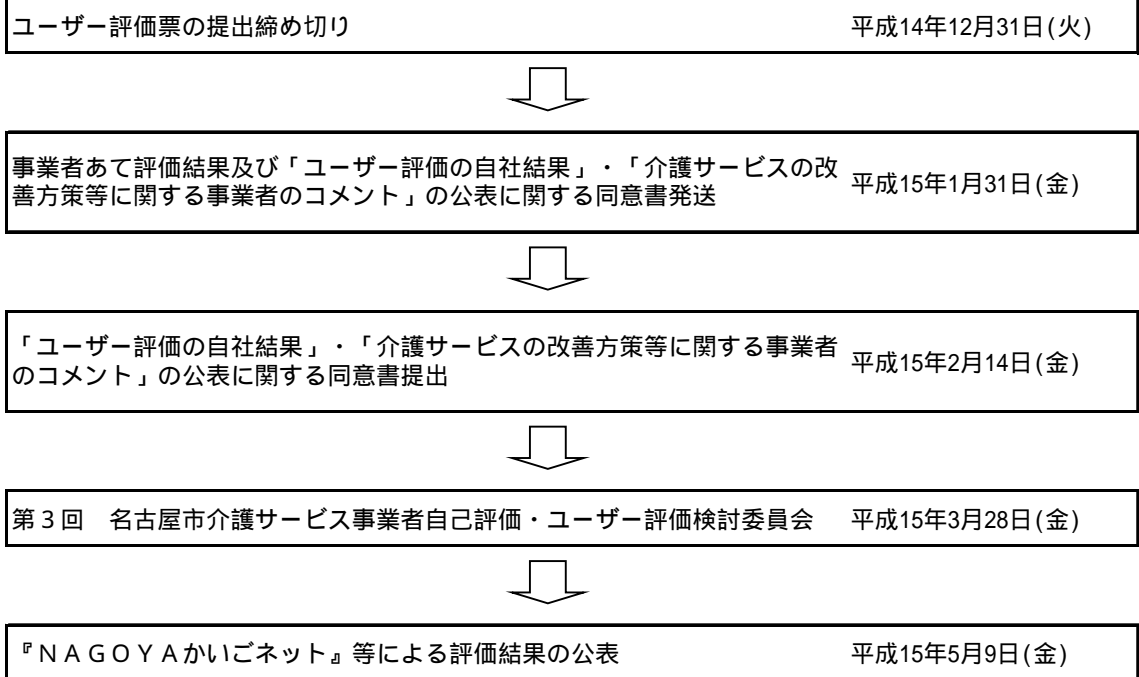 ユーザー評価票の提出締め切り 平成14年12月31日(火)
事業者あて評価結果及び「ユーザー評価の自社結果」・「介護サービスの改
善方策等に関する事業者のコメント」の公表に関する同意書発送
平成15年1月31日(金)
「ユーザー評価の自社結果」・「介護サービスの改善方策等に関する事業者
のコメント」の公表に関する同意書提出
平成15年2月14日(金)
第３回　名古屋市介護サービス事業者自己評価・ユーザー評価検討委員会 平成15年3月28日(金)
『ＮＡＧＯＹＡかいごネット』等による評価結果の公表 平成15年5月9日(金)